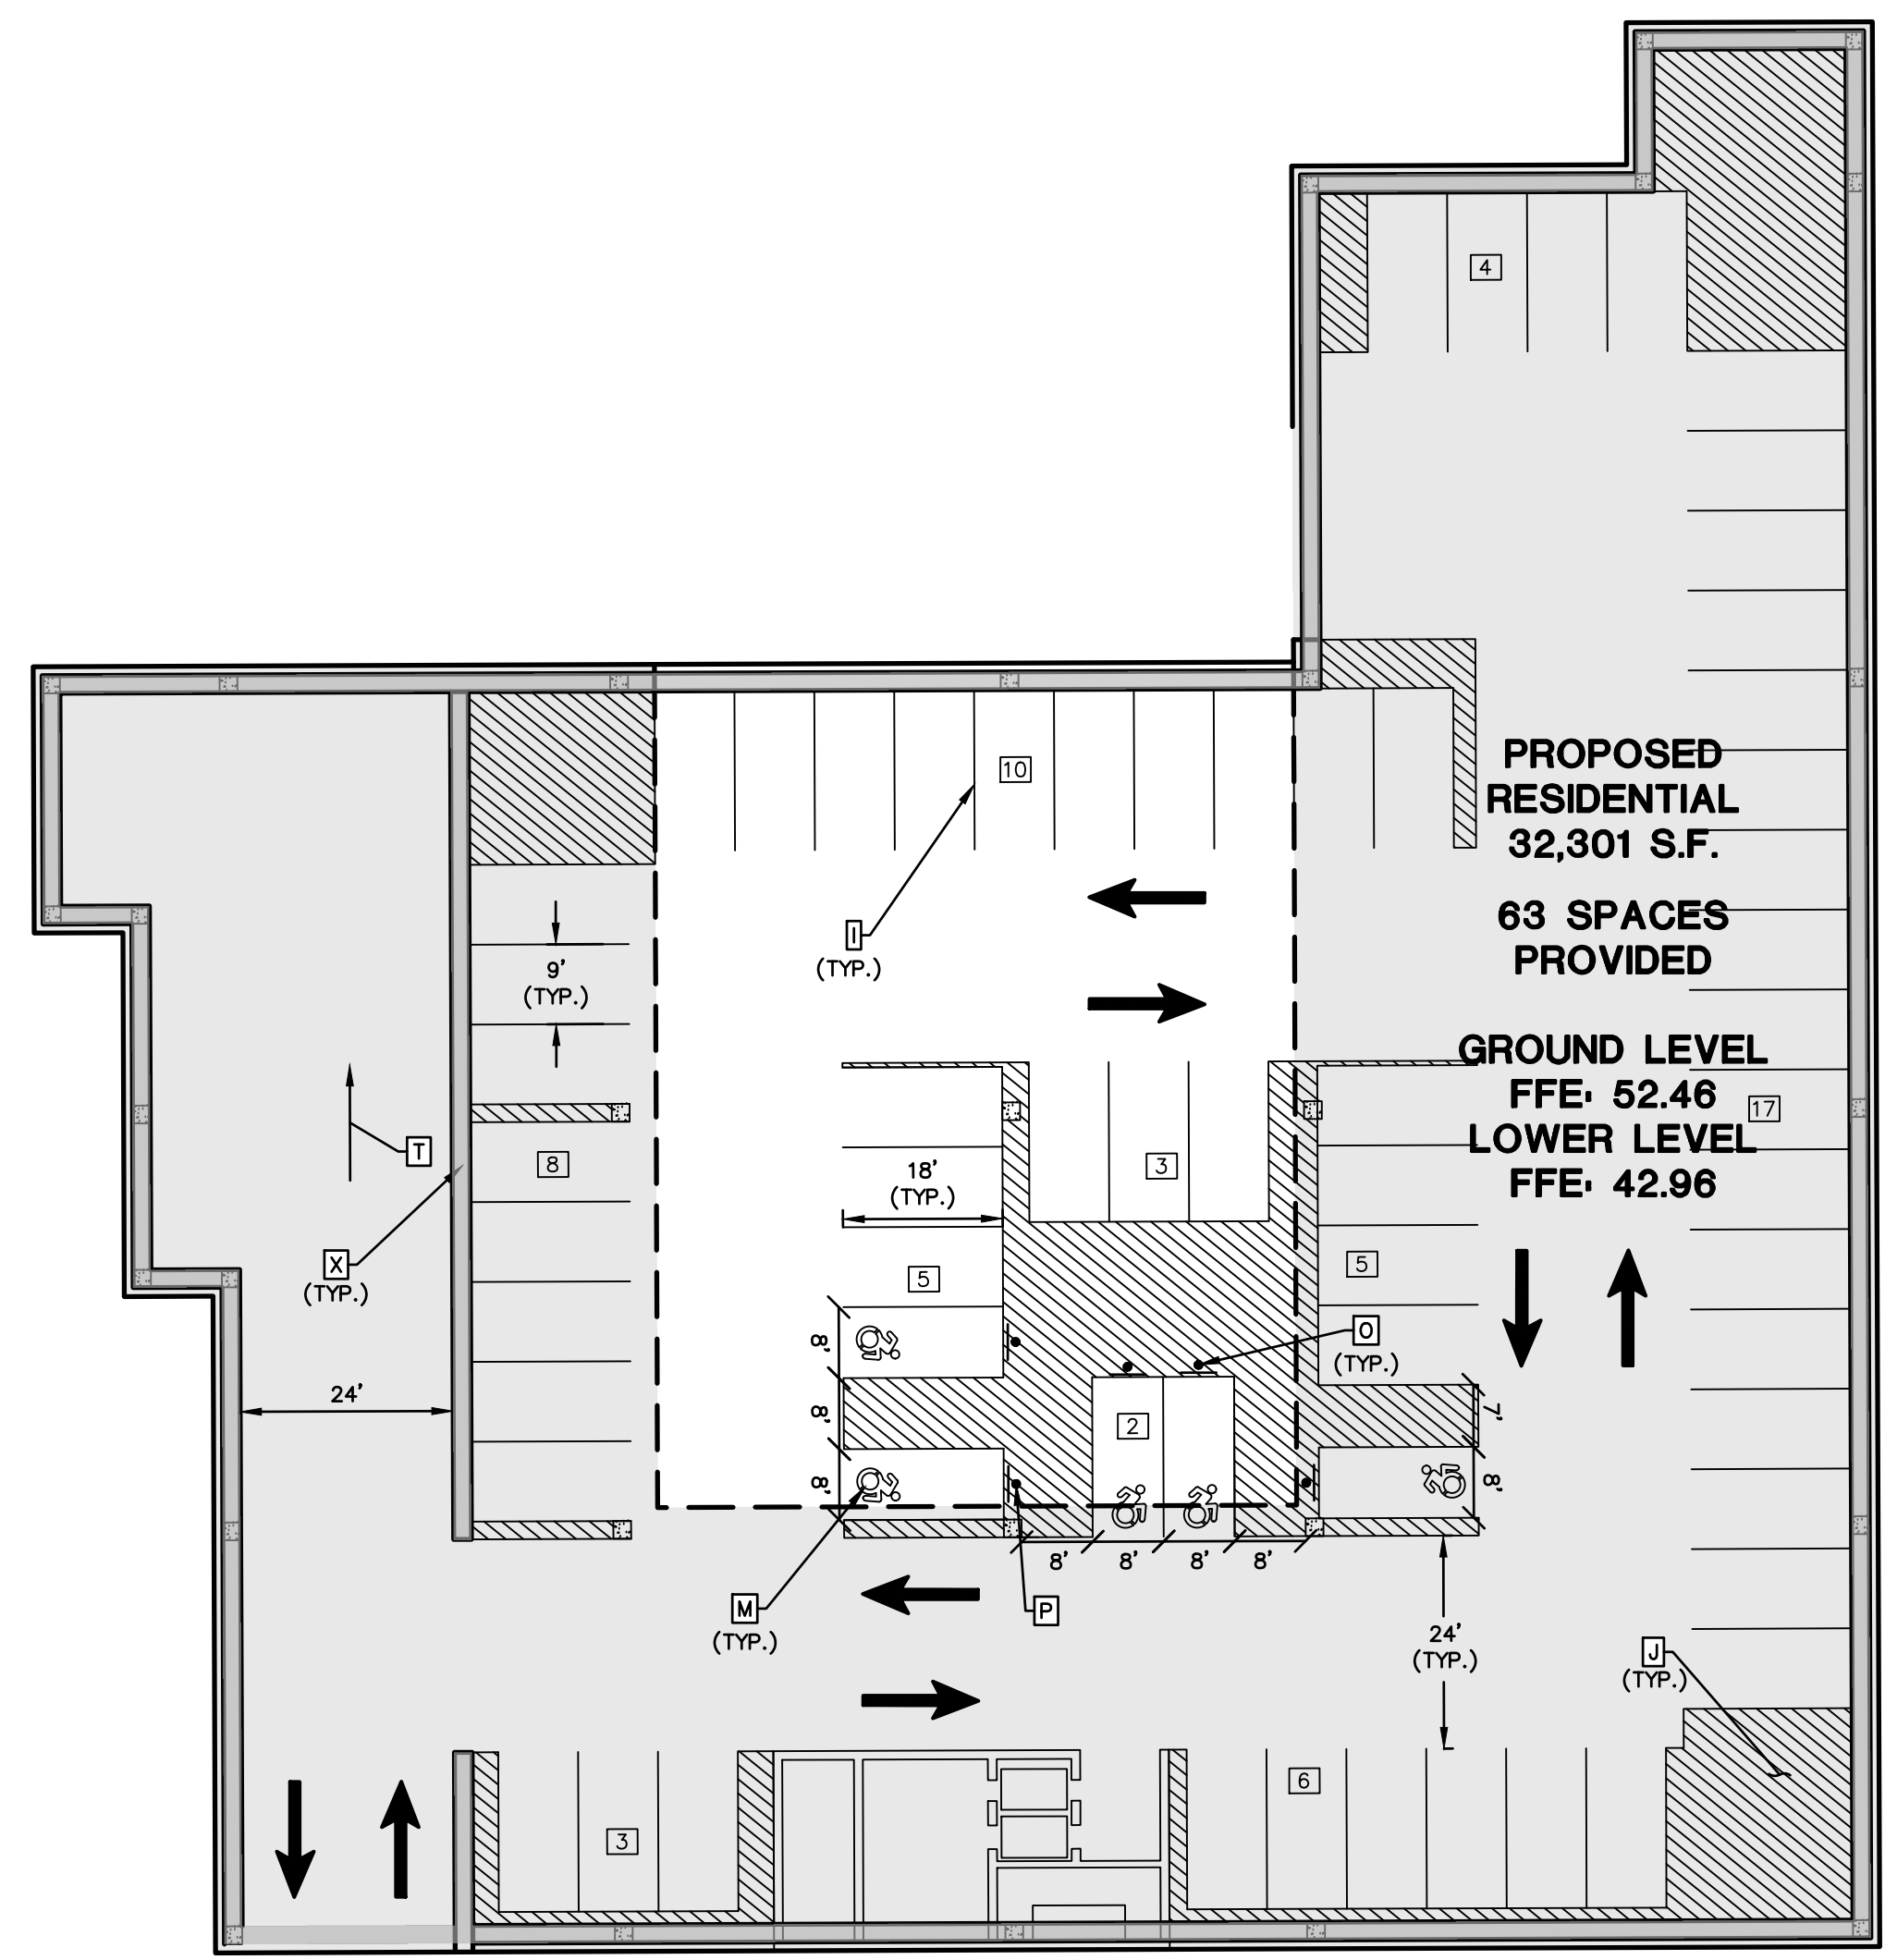 4
PROPOSED
RESIDENTIAL
32,301 S.F.
63 SPACES
PROVIDED
GROUND LEVEL
FFE: 52.46
LOWER LEVEL
FFE: 42.96
17
10
I
(TYP.)
9'
(TYP.)
T
8
X
(TYP.)
18'
(TYP.)
3
5
5
O
(TYP.)
8'
8'
8'
24'
2
7'
8'
8'
8'
8'
8'
M
(TYP.)
P
24'
(TYP.)
J
(TYP.)
6
3